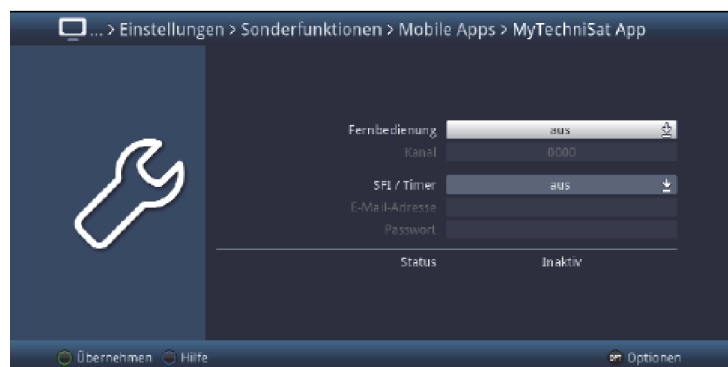 ... > Einstellungen > Sonderfunktionen > Mobile Apps > MyTechniSat App
Fernbedienung aus
Kanal 0000
SFI / Timer aus
E-Mail-Adresse
Passwort
Status Inaktiv
Übernehmen Hilfe OPT Optionen